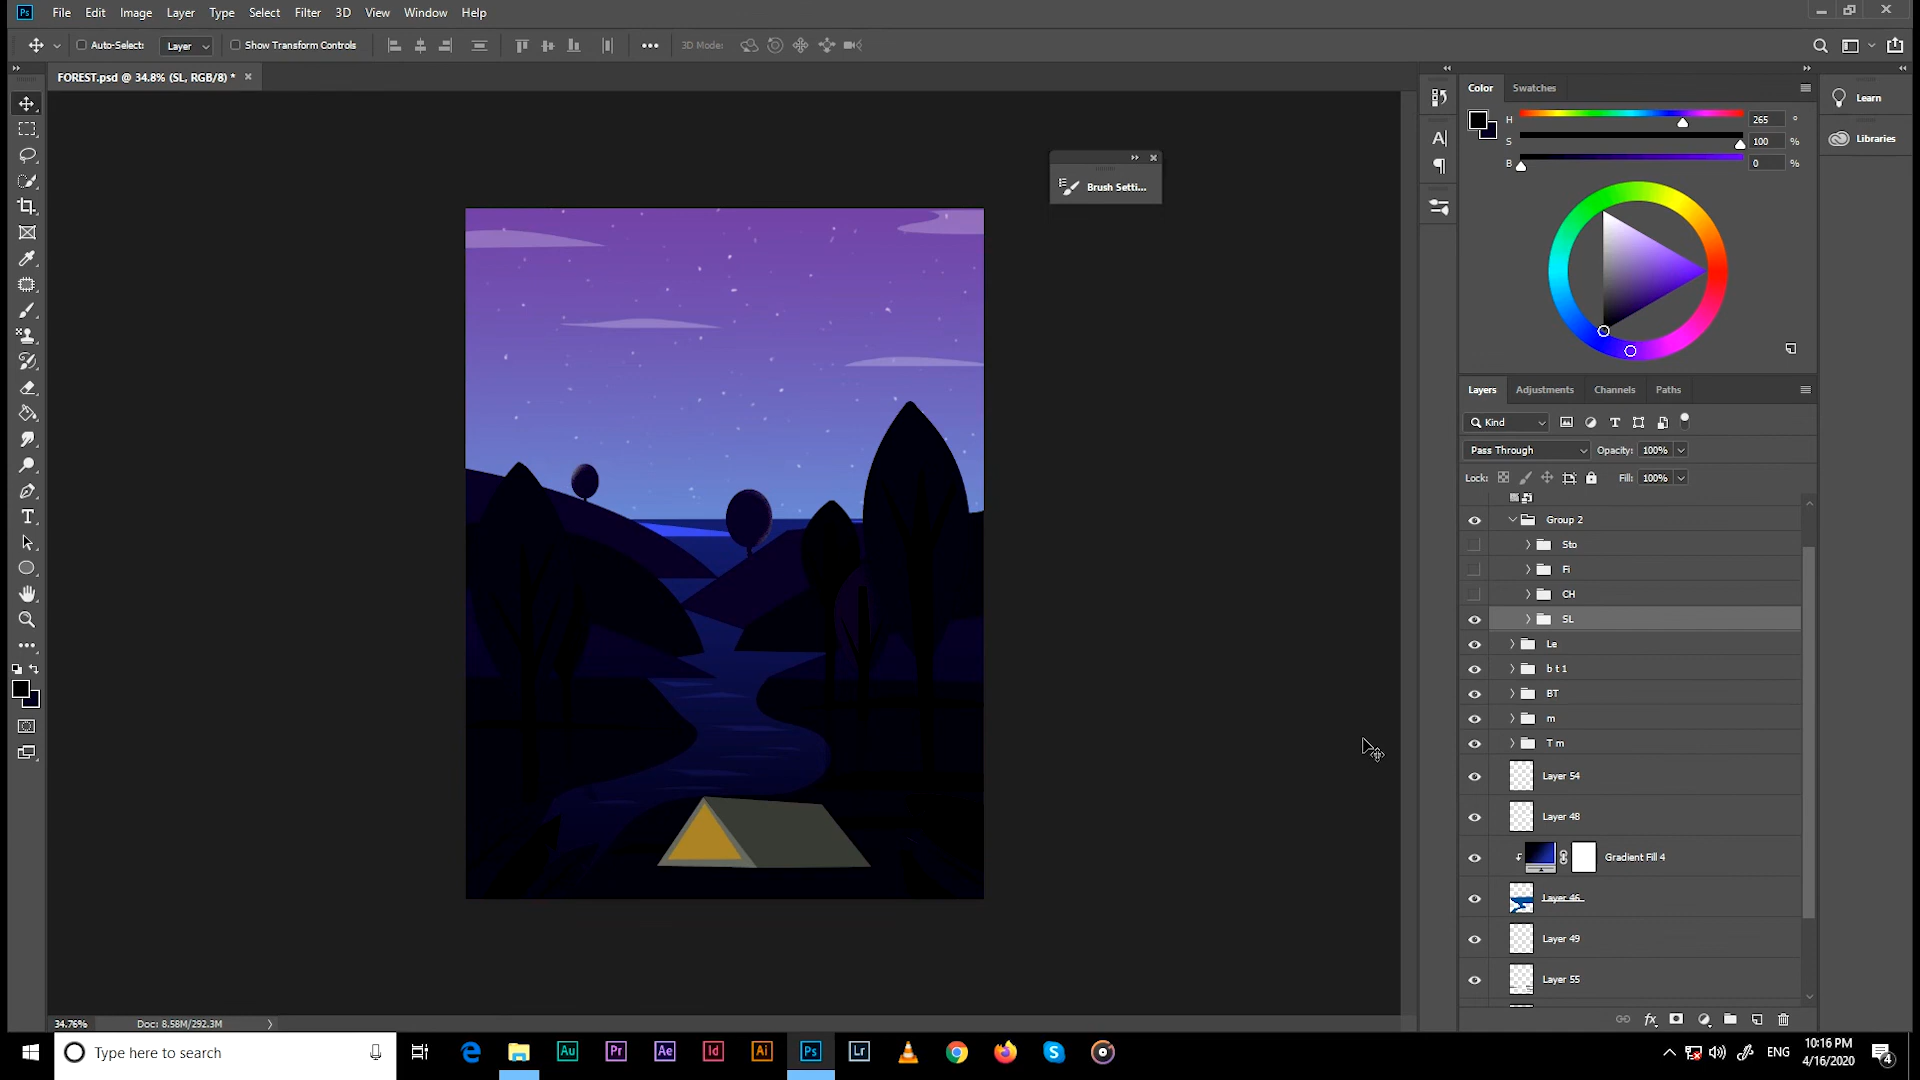 Ps File Edit Image Layer Type Select Filter 3D View Window Help
Auto-Select: Layer Show Transform Controls 3D Mode:
FOREST.psd @ 34.8% (SL, RGB/8) *
Color Swatches
H 265 °
S 100 %
B 0 %
Learn
Libraries
Brush Setti...
Layers Adjustments Channels Paths
Kind
Pass Through Opacity: 100%
Lock: Fill: 100%
Group 2
Sto
Fi
CH
SL
Le
b t 1
BT
m
T m
Layer 54
Layer 48
Gradient Fill 4
Layer 46
Layer 49
Layer 55
34.76% Doc: 8.58M/292.3M
Type here to search
Au Pr Ae Id Ai Ps Lr
ENG
10:16 PM
4/16/2020
4